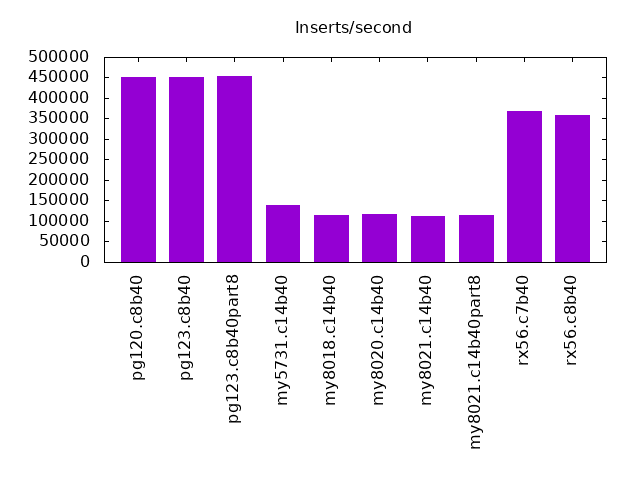 Inserts/second
500000
450000
400000
350000
300000
250000
200000
150000
100000
50000
0
pg120.c8b40
pg123.c8b40
pg123.c8b40part8
my5731.c14b40
my8018.c14b40
my8020.c14b40
my8021.c14b40
my8021.c14b40part8
rx56.c7b40
rx56.c8b40